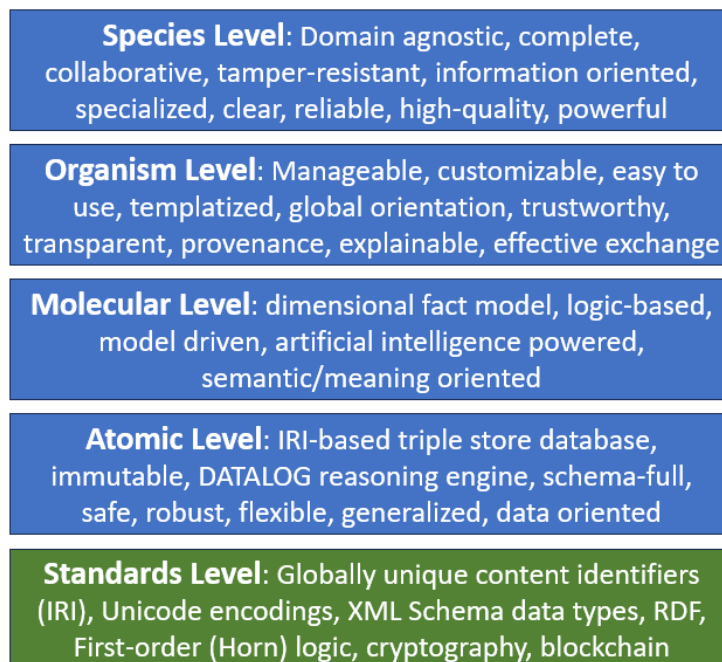 Species Level: Domain agnostic, complete,
collaborative, tamper-resistant, information oriented,
specialized, clear, reliable, high-quality, powerful
Organism Level: Manageable, customizable, easy to
use, templatized, global orientation, trustworthy,
transparent, provenance, explainable, effective exchange
Molecular Level: dimensional fact model, logic-based,
model driven, artificial intelligence powered,
semantic/meaning oriented
Atomic Level: IRI-based triple store database,
immutable, DATALOG reasoning engine, schema-full,
safe, robust, flexible, generalized, data oriented
Standards Level: Globally unique content identifiers
(IRI), Unicode encodings, XML Schema data types, RDF,
First-order (Horn) logic, cryptography, blockchain